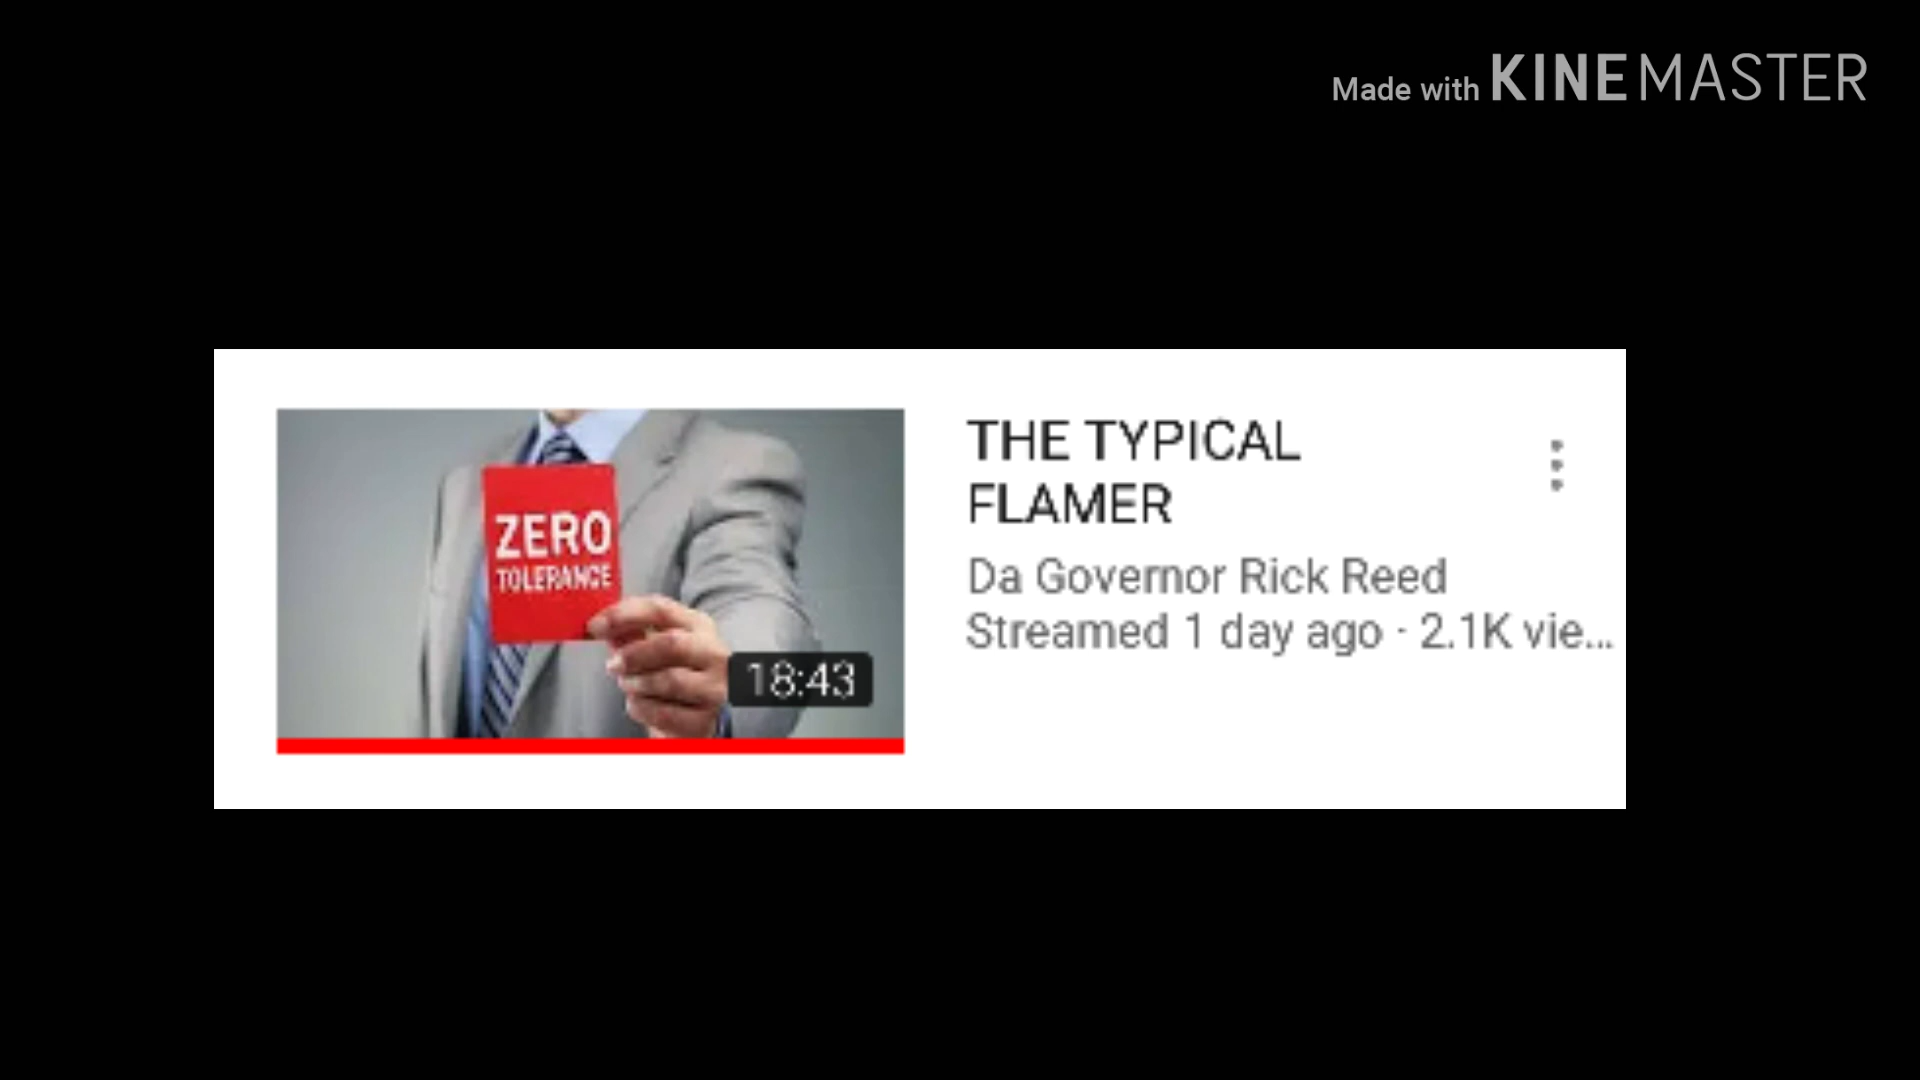 Made with KINEMASTER
ZERO
TOLERANCE
18:43
THE TYPICAL
FLAMER
Da Governor Rick Reed
Streamed 1 day ago · 2.1K vie...